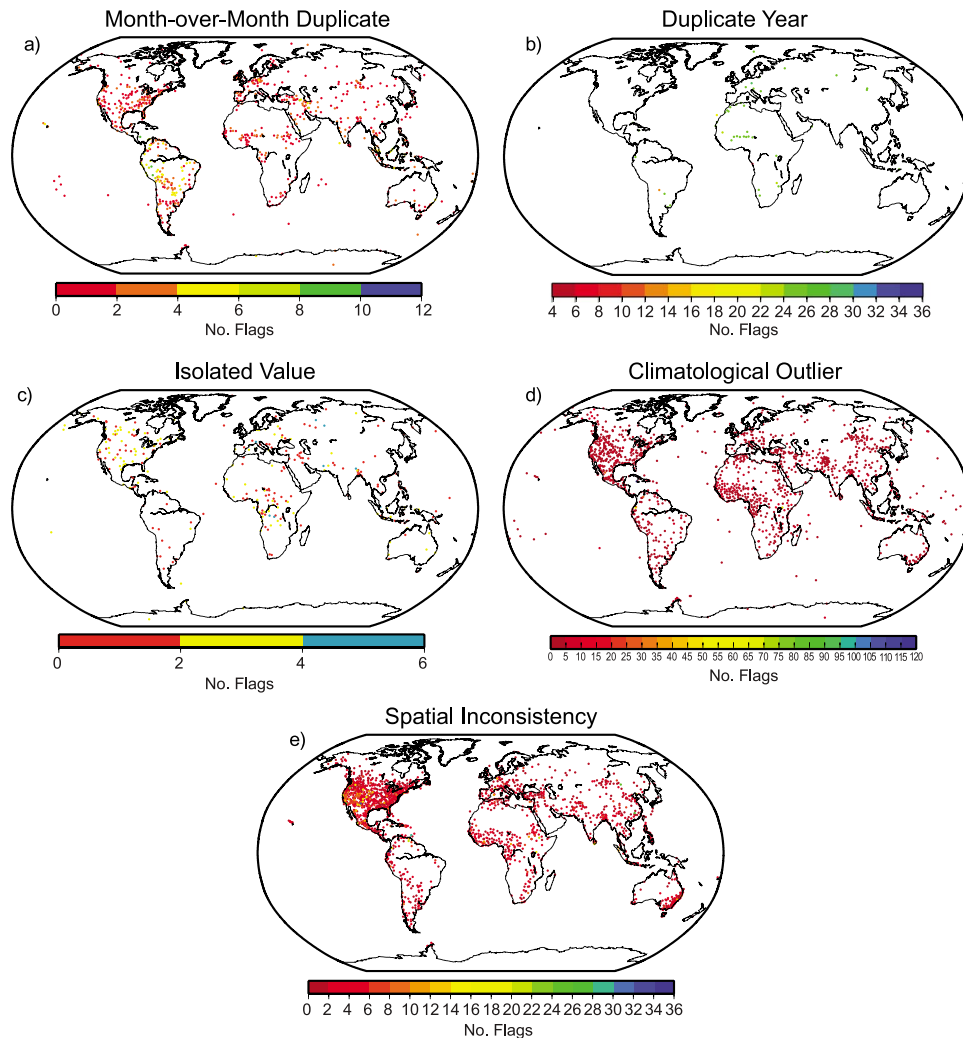 Month-over-Month Duplicate
a)
0 2 4 6 8 10 12
No. Flags
Duplicate Year
b)
4 6 8 10 12 14 16 18 20 22 24 26 28 30 32 34 36
No. Flags
Isolated Value
c)
0 2 4 6
No. Flags
Climatological Outlier
d)
0 5 10 15 20 25 30 35 40 45 50 55 60 65 70 75 80 85 90 95 100 105 110 115 120
No. Flags
Spatial Inconsistency
e)
0 2 4 6 8 10 12 14 16 18 20 22 24 26 28 30 32 34 36
No. Flags